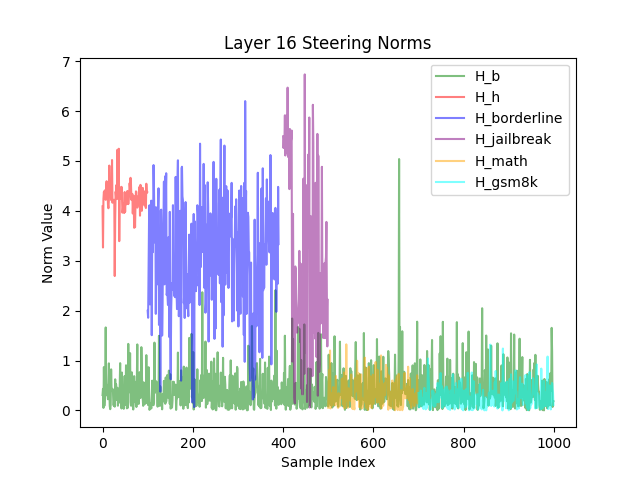 Layer 16 Steering Norms
Norm Value
7
6
5
4
3
2
1
0
0
200
400
600
800
1000
Sample Index
H_b
H_h
H_borderline
H_jailbreak
H_math
H_gsm8k